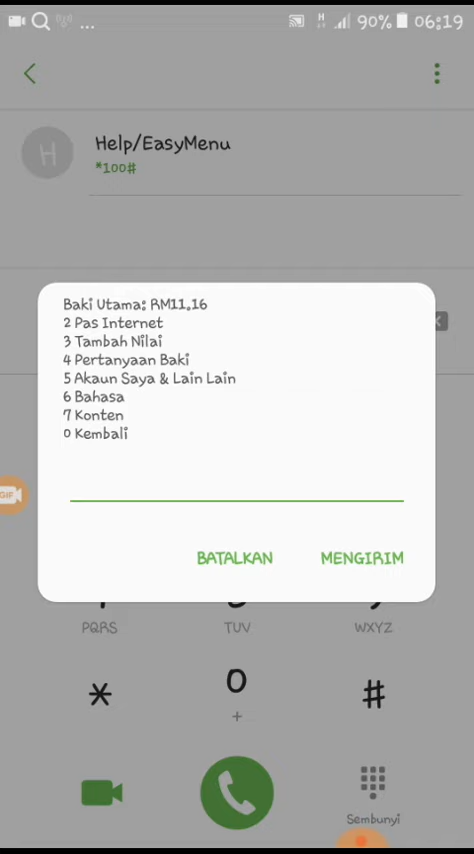 ... H 90% 06:19
H Help/EasyMenu
*100#
Baki Utama: RM11.16
2 Pas Internet
3 Tambah Nilai
4 Pertanyaan Baki
5 Akaun Saya & Lain Lain
6 Bahasa
7 Konten
0 Kembali
GIF
BATALKAN MENGIRIM
PQRS TUV WXYZ
* 0 #
+
Sembunyi